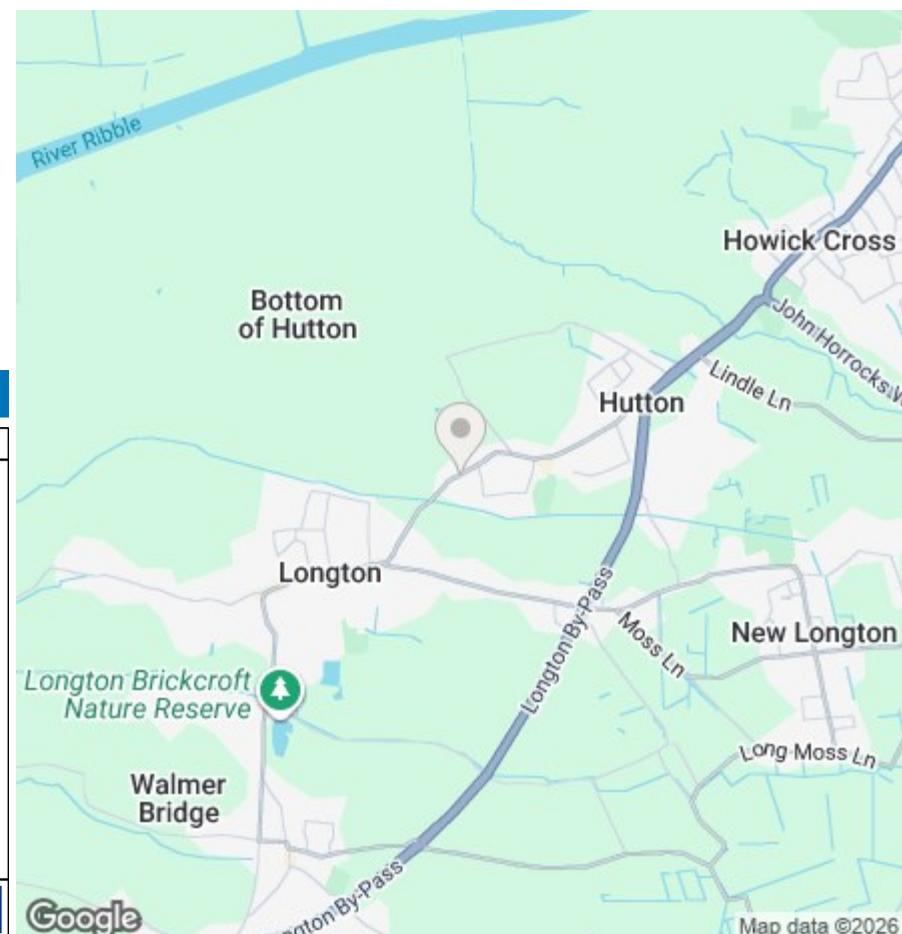 River Ribble
Howick Cross
Bottom
of Hutton
John Horrocks W
Lindle Ln
Hutton
Longton
Longton By-Pass
Moss Ln
New Longton
Longton Brickcroft
Nature Reserve
Long Moss Ln
Walmer
Bridge
ngton By-Pass
Google
Map data ©2026